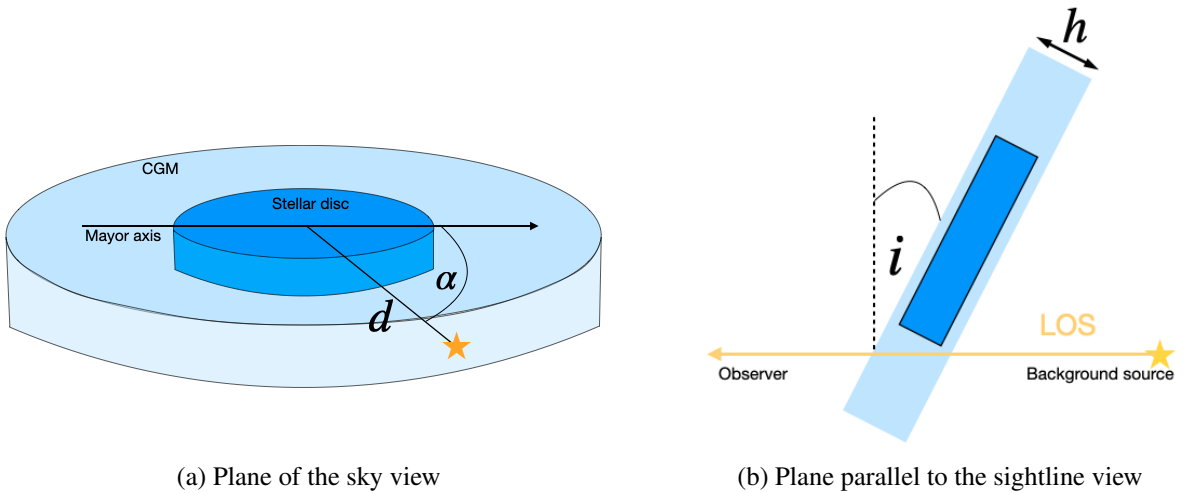 CGM
Stellar disc
Mayor axis
α
d
(a) Plane of the sky view
h
i
LOS
Observer
Background source
(b) Plane parallel to the sightline view